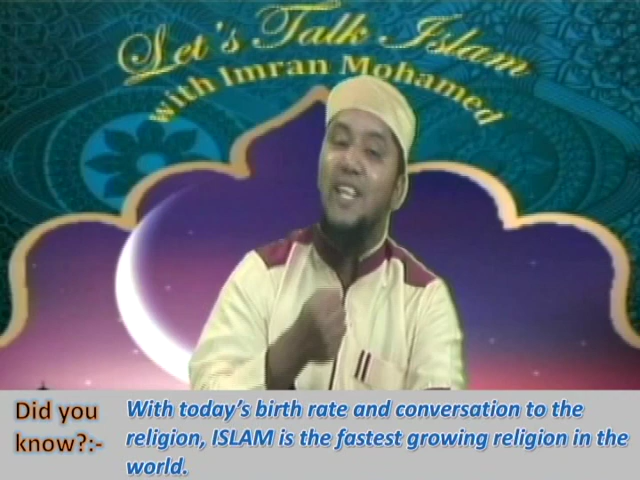 Let's Talk Islam
with Imran Mohamed
Did you
know?:-
With today's birth rate and conversation to the
religion, ISLAM is the fastest growing religion in the
world.